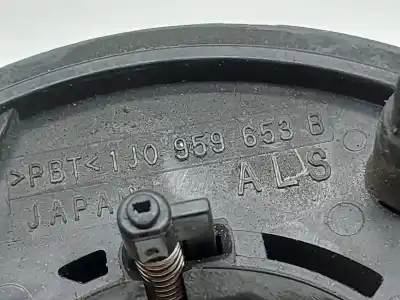 >PBT< 1J0 959 653 B
JAPAN ALS